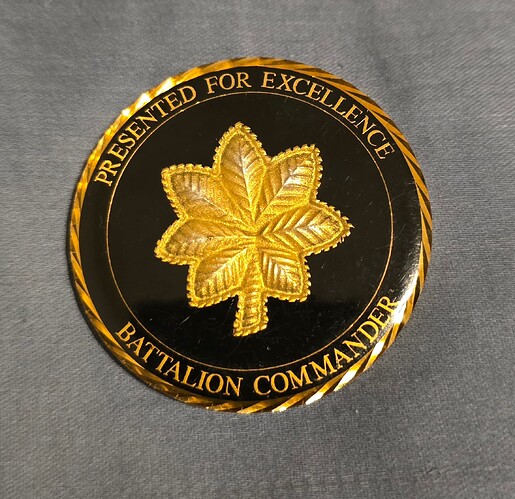 PRESENTED FOR EXCELLENCE
BATTALION COMMANDER